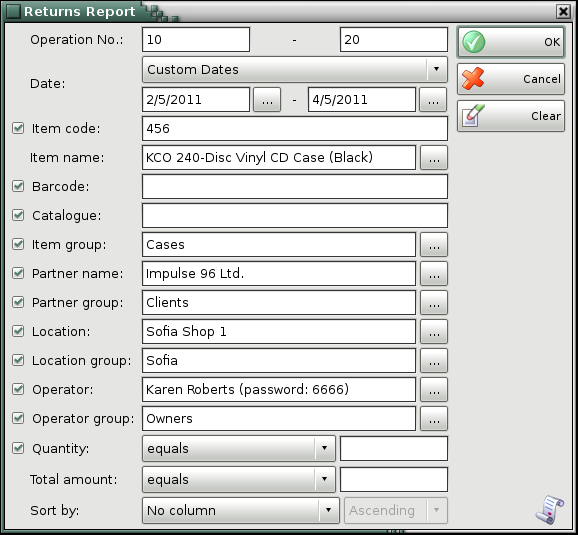 Returns Report
Operation No.: 10 - 20 OK
Date: Custom Dates Cancel
2/5/2011 ... - 4/5/2011 ...
Item code: 456 Clear
Item name: KCO 240-Disc Vinyl CD Case (Black) ...
Barcode:
Catalogue:
Item group: Cases ...
Partner name: Impulse 96 Ltd. ...
Partner group: Clients ...
Location: Sofia Shop 1 ...
Location group: Sofia ...
Operator: Karen Roberts (password: 6666) ...
Operator group: Owners ...
Quantity: equals
Total amount: equals
Sort by: No column Ascending